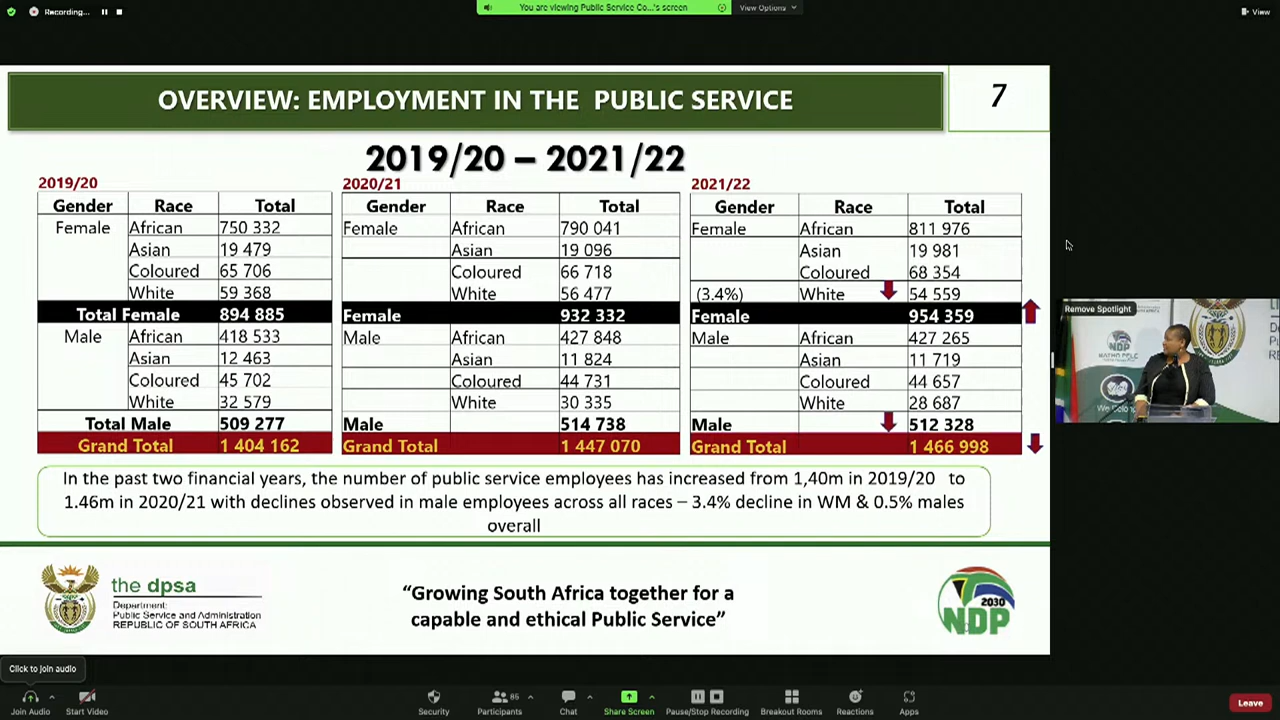 Recording...
You are viewing Public Service Co...'s screen
View Options
View
OVERVIEW: EMPLOYMENT IN THE PUBLIC SERVICE
7
2019/20 – 2021/22
2019/20
Gender Race Total
Female African 750 332
Asian 19 479
Coloured 65 706
White 59 368
Total Female 894 885
Male African 418 533
Asian 12 463
Coloured 45 702
White 32 579
Total Male 509 277
Grand Total 1 404 162
2020/21
Gender Race Total
Female African 790 041
Asian 19 096
Coloured 66 718
White 56 477
Female 932 332
Male African 427 848
Asian 11 824
Coloured 44 731
White 30 335
Male 514 738
Grand Total 1 447 070
2021/22
Gender Race Total
Female African 811 976
Asian 19 981
Coloured 68 354
(3.4%) White 54 559
Female 954 359
Male African 427 265
Asian 11 719
Coloured 44 657
White 28 687
Male 512 328
Grand Total 1 466 998
In the past two financial years, the number of public service employees has increased from 1,40m in 2019/20 to
1.46m in 2020/21 with declines observed in male employees across all races – 3.4% decline in WM & 0.5% males
overall
Remove Spotlight
NDP
the dpsa
Department:
Public Service and Administration
REPUBLIC OF SOUTH AFRICA
“Growing South Africa together for a
capable and ethical Public Service”
2030
NDP
Click to join audio
Join Audio
Start Video
Security
85
Participants
Chat
Share Screen
Pause/Stop Recording
Breakout Rooms
Reactions
Apps
Leave